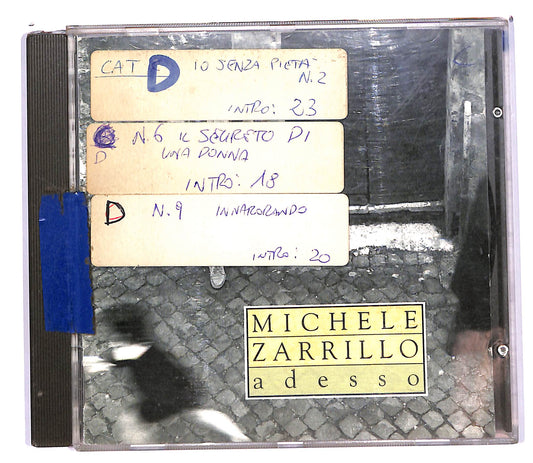 CAT D IO SENZA PIETÀ
N.2
INTRO: 23
C N.6 IL SEGRETO DI
D UNA DONNA
INTRO: 18
D N.9 INNAMORANDO
INTRO: 20
MICHELE
ZARRILLO
adesso